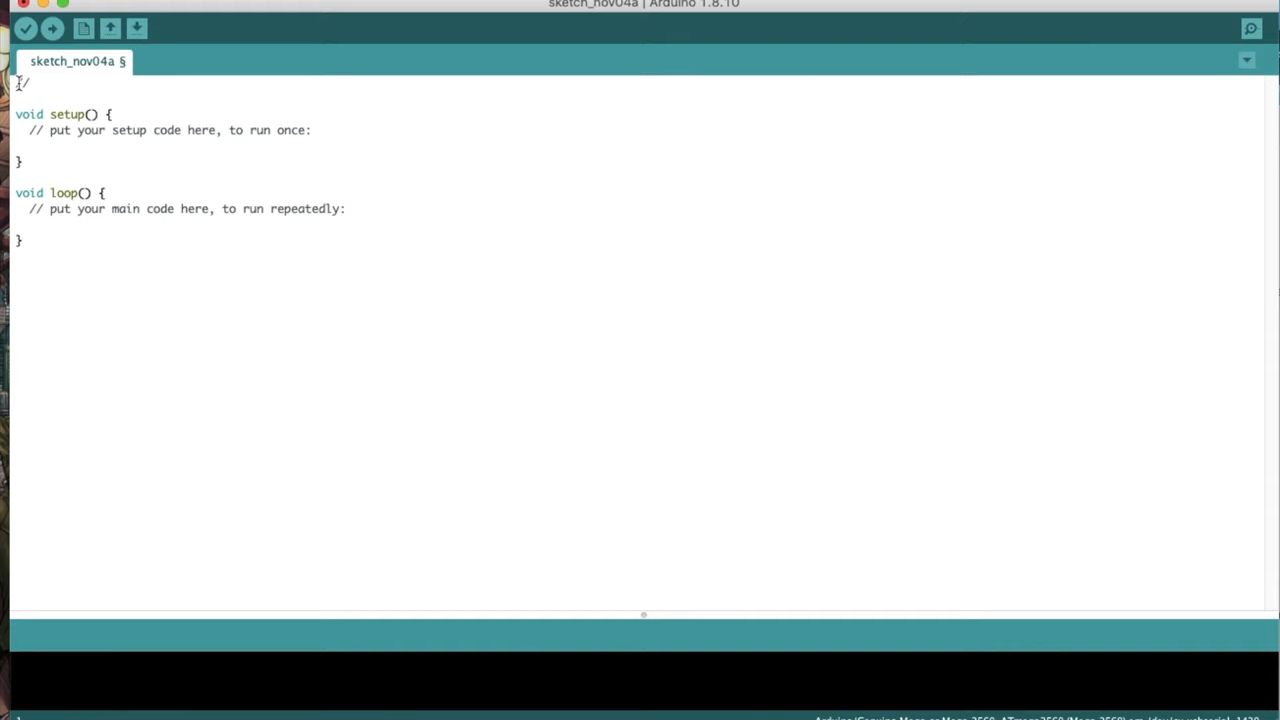 sketch_nov04a | Arduino 1.8.10
sketch_nov04a §
//
void setup() {
// put your setup code here, to run once:
}
void loop() {
// put your main code here, to run repeatedly:
}